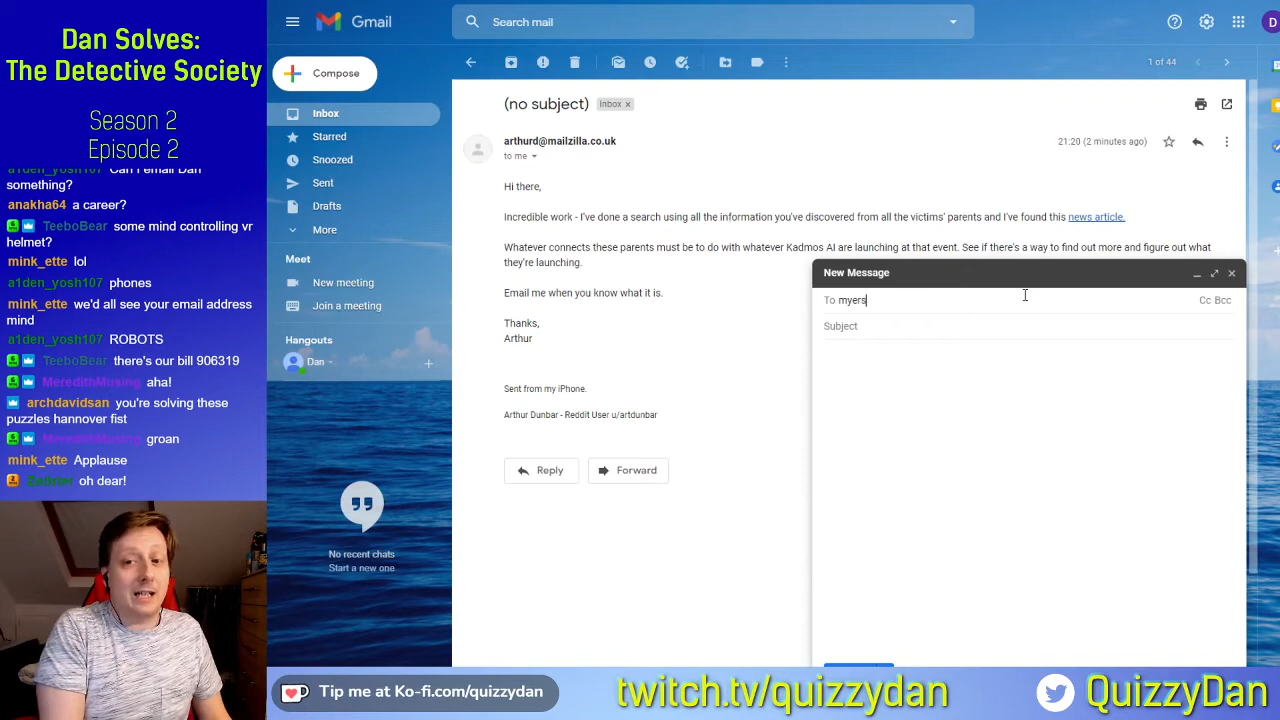 Dan Solves:
The Detective Society
Season 2
Episode 2
a1den_yosh107 Can I email Dan
something?
anakha64 a career?
TeeboBear some mind controlling vr
helmet?
mink_ette lol
a1den_yosh107 phones
mink_ette we'd all see your email address
mind
a1den_yosh107 ROBOTS
TeeboBear there's our bill 906319
MeredithMusing aha!
archdavidsan you're solving these
puzzles hannover fist
MeredithMusing groan
mink_ette Applause
oh dear!
Gmail
Search mail
D
Compose
1 of 44
Inbox
Starred
Snoozed
Sent
Drafts
More
Meet
New meeting
Join a meeting
Hangouts
Dan
No recent chats
Start a new one
(no subject) Inbox x
arthurd@mailzilla.co.uk
21:20 (2 minutes ago)
to me
Hi there,
Incredible work - I've done a search using all the information you've discovered from all the victims' parents and I've found this news article.
Whatever connects these parents must be to do with whatever Kadmos AI are launching at that event. See if there's a way to find out more and figure out what
they're launching.
Email me when you know what it is.
Thanks,
Arthur
Sent from my iPhone.
Arthur Dunbar - Reddit User u/artdunbar
Reply
Forward
New Message
To myers
Cc Bcc
Subject
Tip me at Ko-fi.com/quizzydan
twitch.tv/quizzydan
QuizzyDan